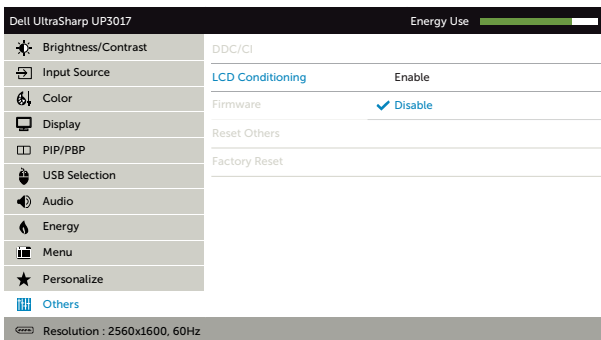 Dell UltraSharp UP3017 Energy Use
Brightness/Contrast
Input Source
Color
Display
PIP/PBP
USB Selection
Audio
Energy
Menu
Personalize
Others
DDC/CI
LCD Conditioning Enable
Firmware Disable
Reset Others
Factory Reset
Resolution : 2560x1600, 60Hz